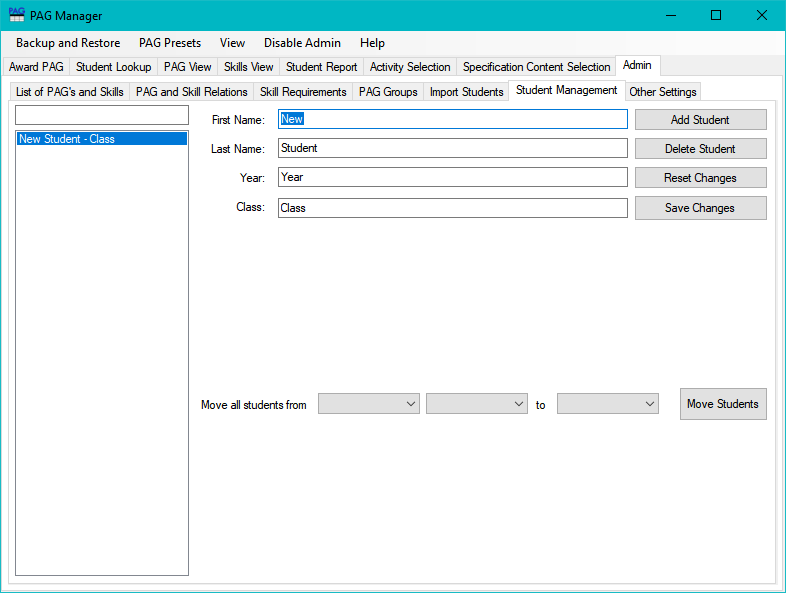 PAG PAG Manager
Backup and Restore PAG Presets View Disable Admin Help
Award PAG Student Lookup PAG View Skills View Student Report Activity Selection Specification Content Selection Admin
List of PAG's and Skills PAG and Skill Relations Skill Requirements PAG Groups Import Students Student Management Other Settings
New Student - Class
First Name: New Add Student
Last Name: Student Delete Student
Year: Year Reset Changes
Class: Class Save Changes
Move all students from to Move Students